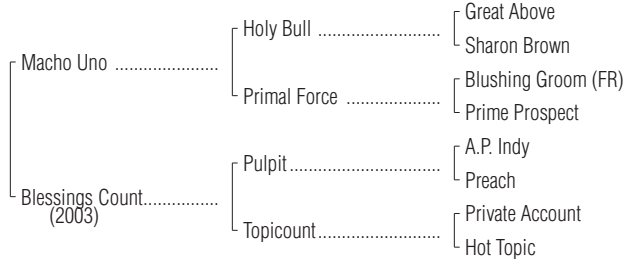 Great Above
Holy Bull ............................
Sharon Brown
Macho Uno ......................
Blushing Groom (FR)
Primal Force .....................
Prime Prospect
A.P. Indy
Pulpit..................................
Preach
Blessings Count................
(2003)
Private Account
Topicount...........................
Hot Topic